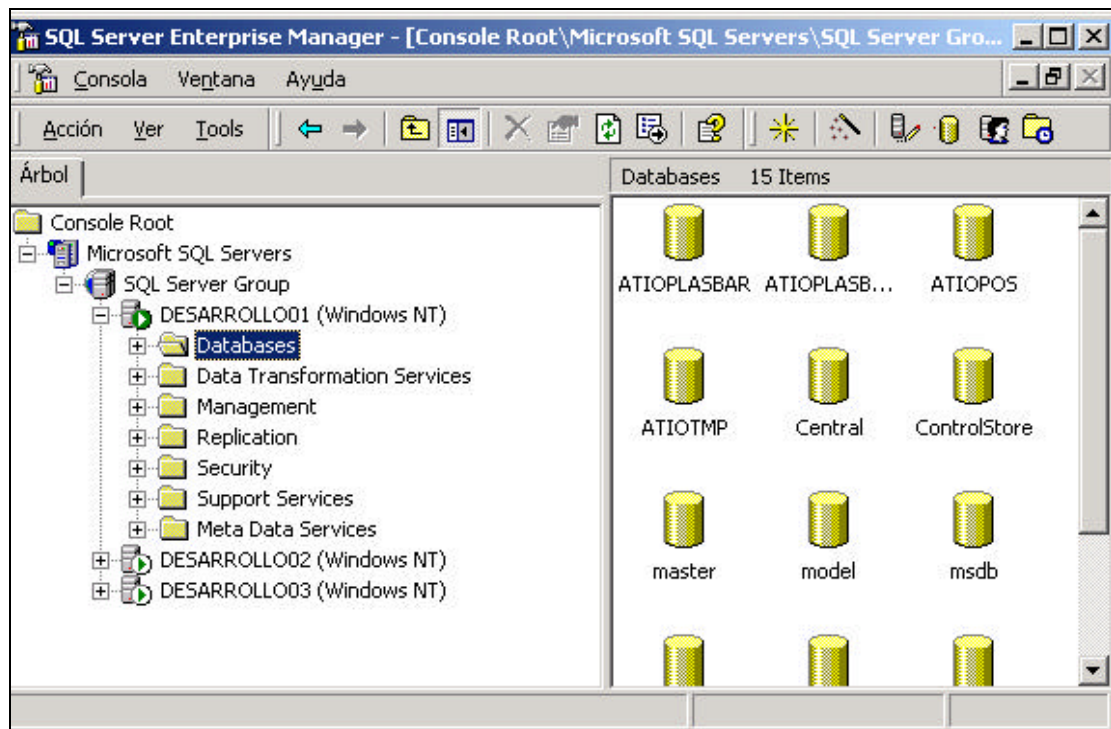 SQL Server Enterprise Manager - [Console Root\Microsoft SQL Servers\SQL Server Gro...
Consola Ventana Ayuda
Acción Ver Tools
Árbol
Databases 15 Items
Console Root
Microsoft SQL Servers
SQL Server Group
DESARROLLO01 (Windows NT)
Databases
Data Transformation Services
Management
Replication
Security
Support Services
Meta Data Services
DESARROLLO02 (Windows NT)
DESARROLLO03 (Windows NT)
ATIOPLASBAR ATIOPLASB... ATIOPOS
ATIOTMP Central ControlStore
master model msdb